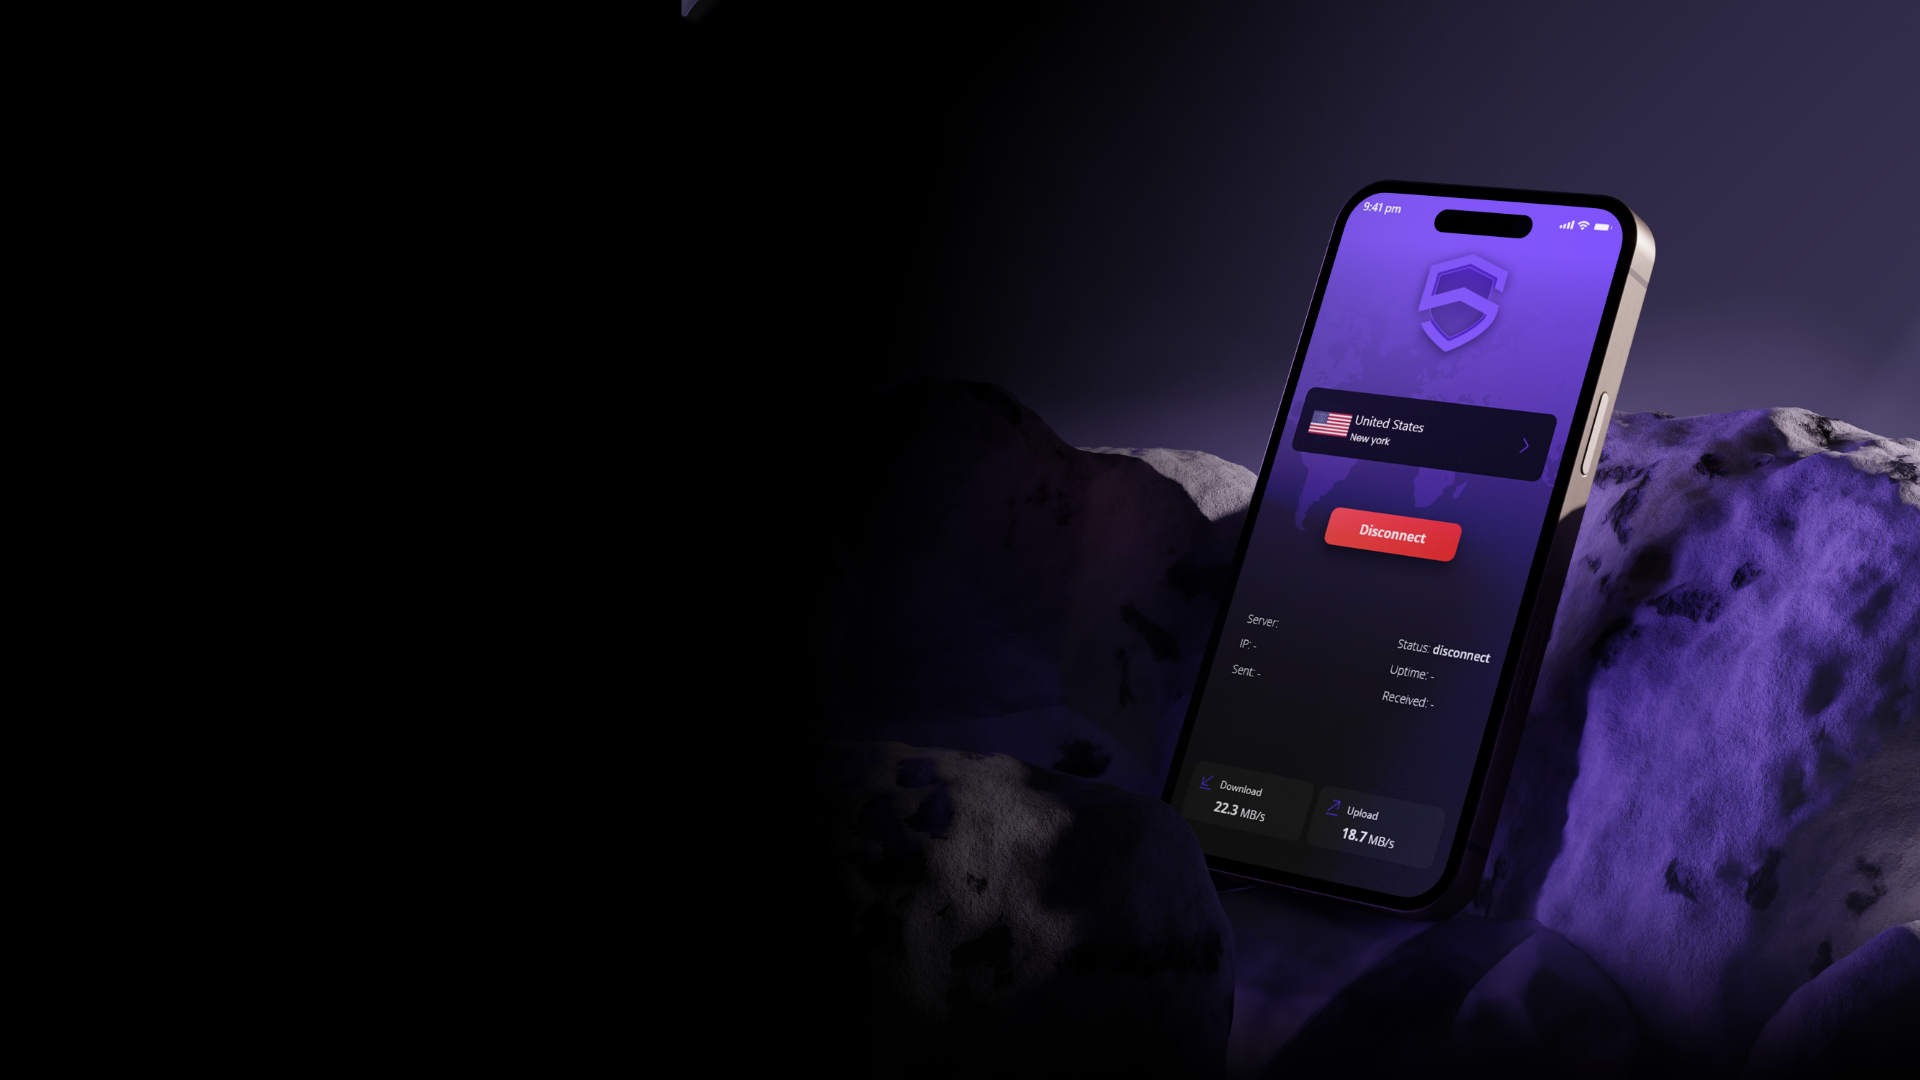 9:41 pm
United States
New york
Disconnect
Server:
IP: -
Sent: -
Status: disconnect
Uptime: -
Received: -
Download
22.3 MB/s
Upload
18.7 MB/s